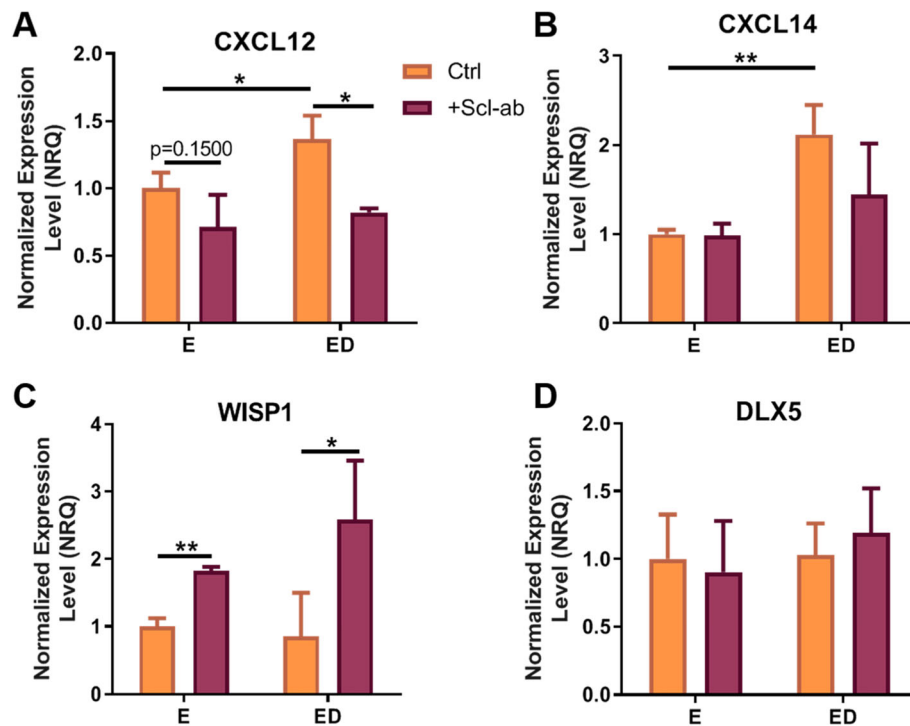 A
CXCL12
Normalized Expression
Level (NRQ)
2.0
1.5
1.0
0.5
0.0
*
*
p=0.1500
E
ED
Ctrl
+Scl-ab
B
CXCL14
Normalized Expression
Level (NRQ)
3
2
1
0
**
E
ED
C
WISP1
Normalized Expression
Level (NRQ)
4
3
2
1
0
**
*
E
ED
D
DLX5
Normalized Expression
Level (NRQ)
2.0
1.5
1.0
0.5
0.0
E
ED